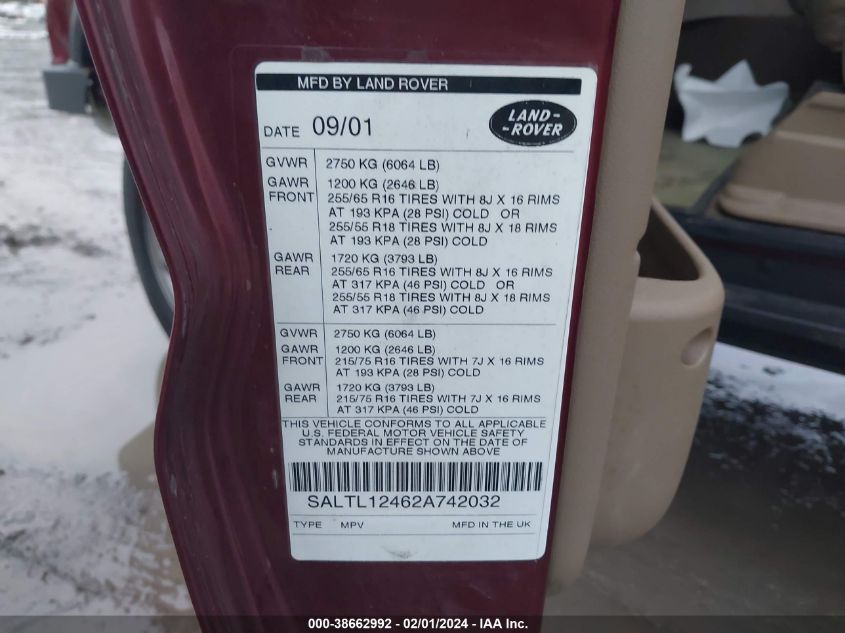 MFD BY LAND ROVER
DATE 09/01
LAND-
-ROVER
GVWR 2750 KG (6064 LB)
GAWR 1200 KG (2646 LB)
FRONT 255/65 R16 TIRES WITH 8J X 16 RIMS
AT 193 KPA (28 PSI) COLD OR
255/55 R18 TIRES WITH 8J X 18 RIMS
AT 193 KPA (28 PSI) COLD
GAWR 1720 KG (3793 LB)
REAR 255/65 R16 TIRES WITH 8J X 16 RIMS
AT 317 KPA (46 PSI) COLD OR
255/55 R18 TIRES WITH 8J X 18 RIMS
AT 317 KPA (46 PSI) COLD
GVWR 2750 KG (6064 LB)
GAWR 1200 KG (2646 LB)
FRONT 215/75 R16 TIRES WITH 7J X 16 RIMS
AT 193 KPA (28 PSI) COLD
GAWR 1720 KG (3793 LB)
REAR 215/75 R16 TIRES WITH 7J X 16 RIMS
AT 317 KPA (46 PSI) COLD
THIS VEHICLE CONFORMS TO ALL APPLICABLE
U.S. FEDERAL MOTOR VEHICLE SAFETY
STANDARDS IN EFFECT ON THE DATE OF
MANUFACTURE SHOWN ABOVE
SALTL12462A742032
TYPE MPV MFD IN THE UK
000-38662992 - 02/01/2024 - IAA Inc.